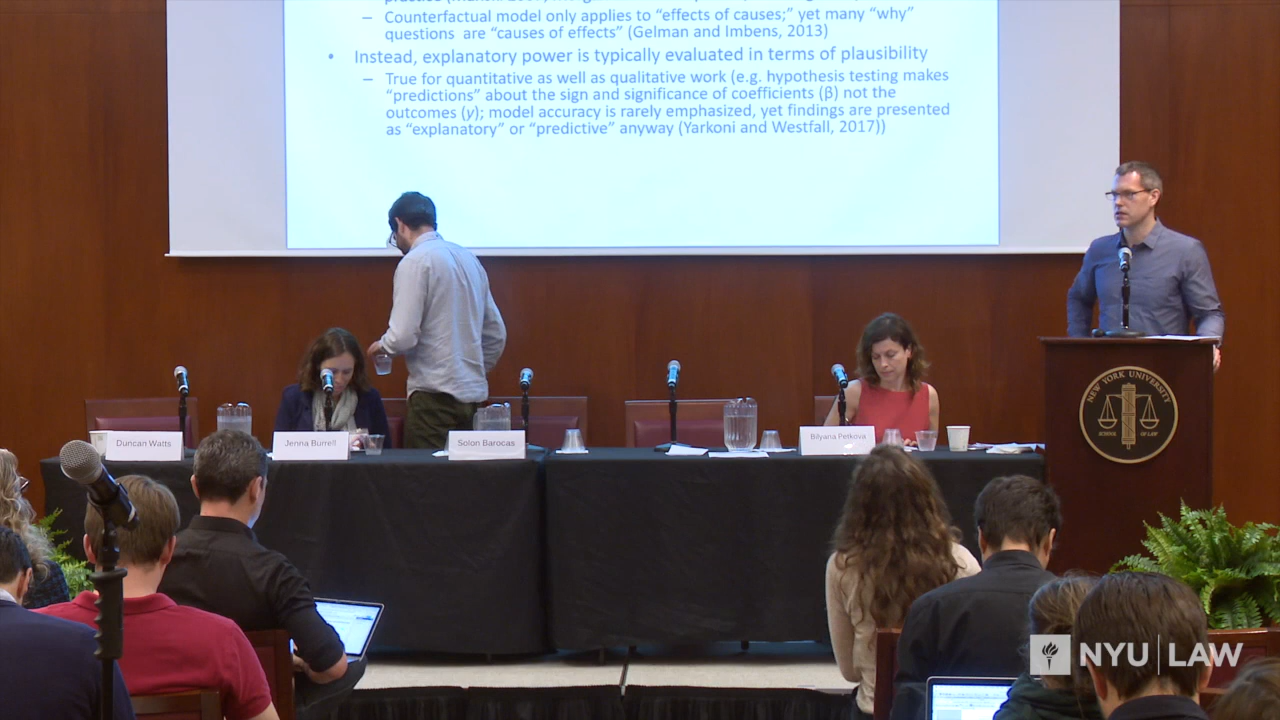 – Counterfactual model only applies to “effects of causes;” yet many “why”
questions are “causes of effects” (Gelman and Imbens, 2013)
• Instead, explanatory power is typically evaluated in terms of plausibility
– True for quantitative as well as qualitative work (e.g. hypothesis testing makes
“predictions” about the sign and significance of coefficients (β) not the
outcomes (y); model accuracy is rarely emphasized, yet findings are presented
as “explanatory” or “predictive” anyway (Yarkoni and Westfall, 2017))
Duncan Watts
Jenna Burrell
Solon Barocas
Bilyana Petkova
NEW YORK UNIVERSITY
SCHOOL OF LAW
NYU | LAW